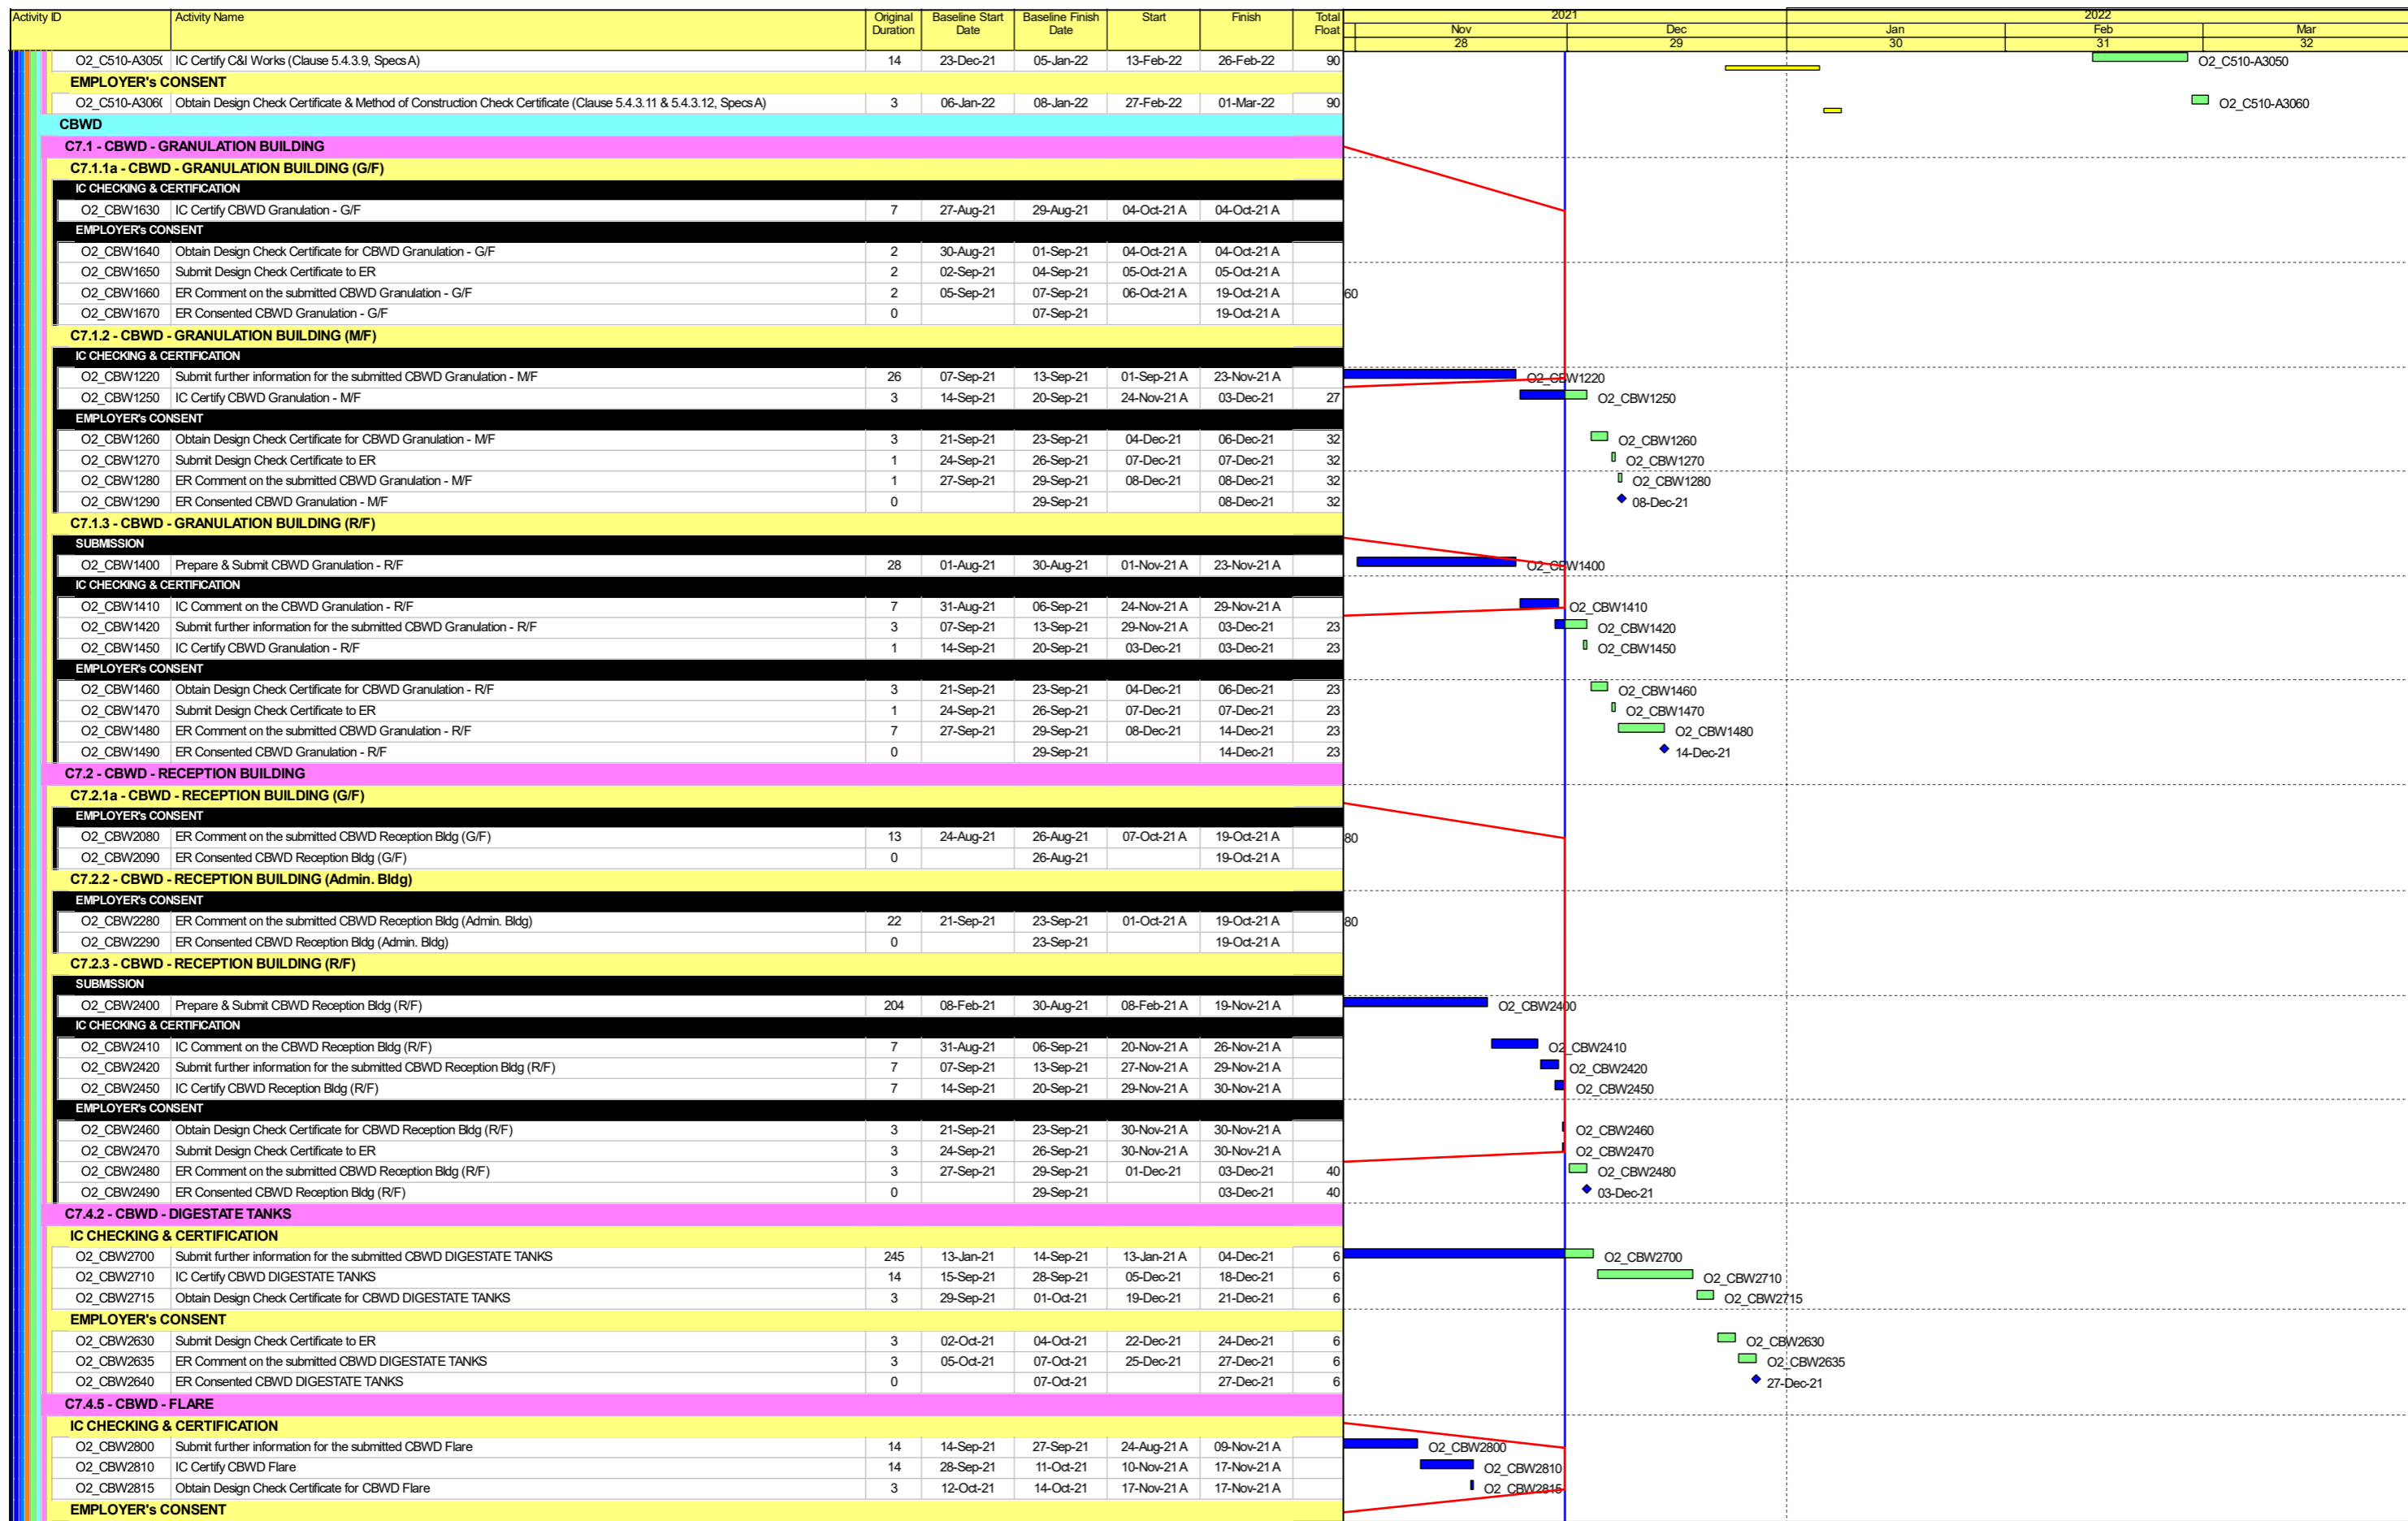 Activity ID Activity Name Original Duration Baseline Start Date Baseline Finish Date Start Finish Total Float 2021 2022
Nov Dec Jan Feb Mar
28 29 30 31 32
O2_C510-A305( IC Certify C&I Works (Clause 5.4.3.9, Specs A) 14 23-Dec-21 05-Jan-22 13-Feb-22 26-Feb-22 90 O2_C510-A3050
EMPLOYER's CONSENT
O2_C510-A306( Obtain Design Check Certificate & Method of Construction Check Certificate (Clause 5.4.3.11 & 5.4.3.12, Specs A) 3 06-Jan-22 08-Jan-22 27-Feb-22 01-Mar-22 90 O2_C510-A3060
CBWD
C7.1 - CBWD - GRANULATION BUILDING
C7.1.1a - CBWD - GRANULATION BUILDING (G/F)
IC CHECKING & CERTIFICATION
O2_CBW1630 IC Certify CBWD Granulation - G/F 7 27-Aug-21 29-Aug-21 04-Oct-21 A 04-Oct-21 A
EMPLOYER's CONSENT
O2_CBW1640 Obtain Design Check Certificate for CBWD Granulation - G/F 2 30-Aug-21 01-Sep-21 04-Oct-21 A 04-Oct-21 A
O2_CBW1650 Submit Design Check Certificate to ER 2 02-Sep-21 04-Sep-21 05-Oct-21 A 05-Oct-21 A
O2_CBW1660 ER Comment on the submitted CBWD Granulation - G/F 2 05-Sep-21 07-Sep-21 06-Oct-21 A 19-Oct-21 A 60
O2_CBW1670 ER Consented CBWD Granulation - G/F 0 07-Sep-21 19-Oct-21 A
C7.1.2 - CBWD - GRANULATION BUILDING (M/F)
IC CHECKING & CERTIFICATION
O2_CBW1220 Submit further information for the submitted CBWD Granulation - M/F 26 07-Sep-21 13-Sep-21 01-Sep-21 A 23-Nov-21 A O2_CBW1220
O2_CBW1250 IC Certify CBWD Granulation - M/F 3 14-Sep-21 20-Sep-21 24-Nov-21 A 03-Dec-21 27 O2_CBW1250
EMPLOYER's CONSENT
O2_CBW1260 Obtain Design Check Certificate for CBWD Granulation - M/F 3 21-Sep-21 23-Sep-21 04-Dec-21 06-Dec-21 32 O2_CBW1260
O2_CBW1270 Submit Design Check Certificate to ER 1 24-Sep-21 26-Sep-21 07-Dec-21 07-Dec-21 32 O2_CBW1270
O2_CBW1280 ER Comment on the submitted CBWD Granulation - M/F 1 27-Sep-21 29-Sep-21 08-Dec-21 08-Dec-21 32 O2_CBW1280
O2_CBW1290 ER Consented CBWD Granulation - M/F 0 29-Sep-21 08-Dec-21 32 08-Dec-21
C7.1.3 - CBWD - GRANULATION BUILDING (R/F)
SUBMISSION
O2_CBW1400 Prepare & Submit CBWD Granulation - R/F 28 01-Aug-21 30-Aug-21 01-Nov-21 A 23-Nov-21 A O2_CBW1400
IC CHECKING & CERTIFICATION
O2_CBW1410 IC Comment on the CBWD Granulation - R/F 7 31-Aug-21 06-Sep-21 24-Nov-21 A 29-Nov-21 A O2_CBW1410
O2_CBW1420 Submit further information for the submitted CBWD Granulation - R/F 3 07-Sep-21 13-Sep-21 29-Nov-21 A 03-Dec-21 23 O2_CBW1420
O2_CBW1450 IC Certify CBWD Granulation - R/F 1 14-Sep-21 20-Sep-21 03-Dec-21 03-Dec-21 23 O2_CBW1450
EMPLOYER's CONSENT
O2_CBW1460 Obtain Design Check Certificate for CBWD Granulation - R/F 3 21-Sep-21 23-Sep-21 04-Dec-21 06-Dec-21 23 O2_CBW1460
O2_CBW1470 Submit Design Check Certificate to ER 1 24-Sep-21 26-Sep-21 07-Dec-21 07-Dec-21 23 O2_CBW1470
O2_CBW1480 ER Comment on the submitted CBWD Granulation - R/F 7 27-Sep-21 29-Sep-21 08-Dec-21 14-Dec-21 23 O2_CBW1480
O2_CBW1490 ER Consented CBWD Granulation - R/F 0 29-Sep-21 14-Dec-21 23 14-Dec-21
C7.2 - CBWD - RECEPTION BUILDING
C7.2.1a - CBWD - RECEPTION BUILDING (G/F)
EMPLOYER's CONSENT
O2_CBW2080 ER Comment on the submitted CBWD Reception Bldg (G/F) 13 24-Aug-21 26-Aug-21 07-Oct-21 A 19-Oct-21 A 80
O2_CBW2090 ER Consented CBWD Reception Bldg (G/F) 0 26-Aug-21 19-Oct-21 A
C7.2.2 - CBWD - RECEPTION BUILDING (Admin. Bldg)
EMPLOYER's CONSENT
O2_CBW2280 ER Comment on the submitted CBWD Reception Bldg (Admin. Bldg) 22 21-Sep-21 23-Sep-21 01-Oct-21 A 19-Oct-21 A 80
O2_CBW2290 ER Consented CBWD Reception Bldg (Admin. Bldg) 0 23-Sep-21 19-Oct-21 A
C7.2.3 - CBWD - RECEPTION BUILDING (R/F)
SUBMISSION
O2_CBW2400 Prepare & Submit CBWD Reception Bldg (R/F) 204 08-Feb-21 30-Aug-21 08-Feb-21 A 19-Nov-21 A O2_CBW2400
IC CHECKING & CERTIFICATION
O2_CBW2410 IC Comment on the CBWD Reception Bldg (R/F) 7 31-Aug-21 06-Sep-21 20-Nov-21 A 26-Nov-21 A O2_CBW2410
O2_CBW2420 Submit further information for the submitted CBWD Reception Bldg (R/F) 7 07-Sep-21 13-Sep-21 27-Nov-21 A 29-Nov-21 A O2_CBW2420
O2_CBW2450 IC Certify CBWD Reception Bldg (R/F) 7 14-Sep-21 20-Sep-21 29-Nov-21 A 30-Nov-21 A O2_CBW2450
EMPLOYER's CONSENT
O2_CBW2460 Obtain Design Check Certificate for CBWD Reception Bldg (R/F) 3 21-Sep-21 23-Sep-21 30-Nov-21 A 30-Nov-21 A O2_CBW2460
O2_CBW2470 Submit Design Check Certificate to ER 3 24-Sep-21 26-Sep-21 30-Nov-21 A 30-Nov-21 A O2_CBW2470
O2_CBW2480 ER Comment on the submitted CBWD Reception Bldg (R/F) 3 27-Sep-21 29-Sep-21 01-Dec-21 03-Dec-21 40 O2_CBW2480
O2_CBW2490 ER Consented CBWD Reception Bldg (R/F) 0 29-Sep-21 03-Dec-21 40 03-Dec-21
C7.4.2 - CBWD - DIGESTATE TANKS
IC CHECKING & CERTIFICATION
O2_CBW2700 Submit further information for the submitted CBWD DIGESTATE TANKS 245 13-Jan-21 14-Sep-21 13-Jan-21 A 04-Dec-21 6 O2_CBW2700
O2_CBW2710 IC Certify CBWD DIGESTATE TANKS 14 15-Sep-21 28-Sep-21 05-Dec-21 18-Dec-21 6 O2_CBW2710
O2_CBW2715 Obtain Design Check Certificate for CBWD DIGESTATE TANKS 3 29-Sep-21 01-Oct-21 19-Dec-21 21-Dec-21 6 O2_CBW2715
EMPLOYER's CONSENT
O2_CBW2630 Submit Design Check Certificate to ER 3 02-Oct-21 04-Oct-21 22-Dec-21 24-Dec-21 6 O2_CBW2630
O2_CBW2635 ER Comment on the submitted CBWD DIGESTATE TANKS 3 05-Oct-21 07-Oct-21 25-Dec-21 27-Dec-21 6 O2_CBW2635
O2_CBW2640 ER Consented CBWD DIGESTATE TANKS 0 07-Oct-21 27-Dec-21 6 27-Dec-21
C7.4.5 - CBWD - FLARE
IC CHECKING & CERTIFICATION
O2_CBW2800 Submit further information for the submitted CBWD Flare 14 14-Sep-21 27-Sep-21 24-Aug-21 A 09-Nov-21 A O2_CBW2800
O2_CBW2810 IC Certify CBWD Flare 14 28-Sep-21 11-Oct-21 10-Nov-21 A 17-Nov-21 A O2_CBW2810
O2_CBW2815 Obtain Design Check Certificate for CBWD Flare 3 12-Oct-21 14-Oct-21 17-Nov-21 A 17-Nov-21 A O2_CBW2815
EMPLOYER's CONSENT